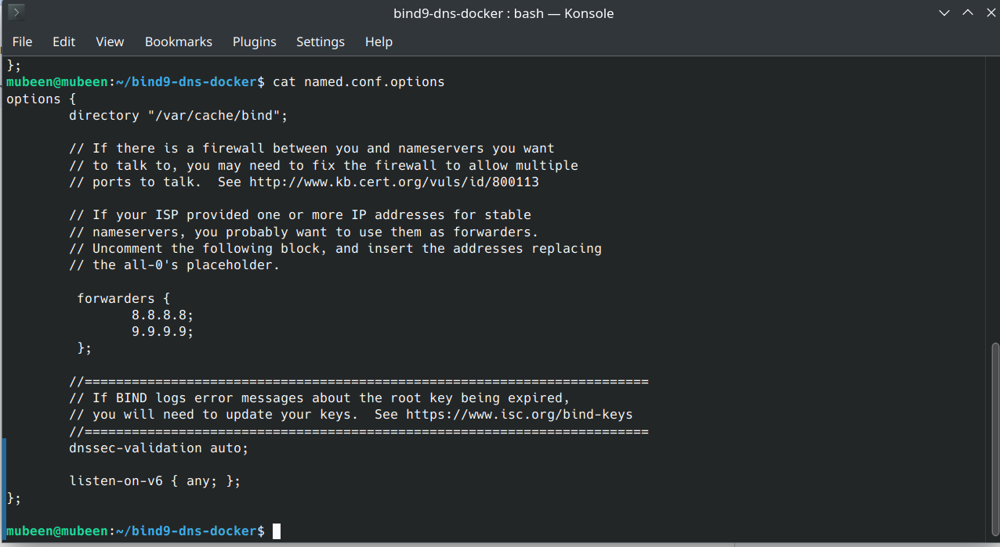 bind9-dns-docker : bash — Konsole
File Edit View Bookmarks Plugins Settings Help
};
mubeen@mubeen:~/bind9-dns-docker$ cat named.conf.options
options {
        directory "/var/cache/bind";

        // If there is a firewall between you and nameservers you want
        // to talk to, you may need to fix the firewall to allow multiple
        // ports to talk.  See http://www.kb.cert.org/vuls/id/800113

        // If your ISP provided one or more IP addresses for stable
        // nameservers, you probably want to use them as forwarders.
        // Uncomment the following block, and insert the addresses replacing
        // the all-0's placeholder.

         forwarders {
                8.8.8.8;
                9.9.9.9;
         };

        //========================================================================
        // If BIND logs error messages about the root key being expired,
        // you will need to update your keys.  See https://www.isc.org/bind-keys
        //========================================================================
        dnssec-validation auto;

        listen-on-v6 { any; };
};

mubeen@mubeen:~/bind9-dns-docker$